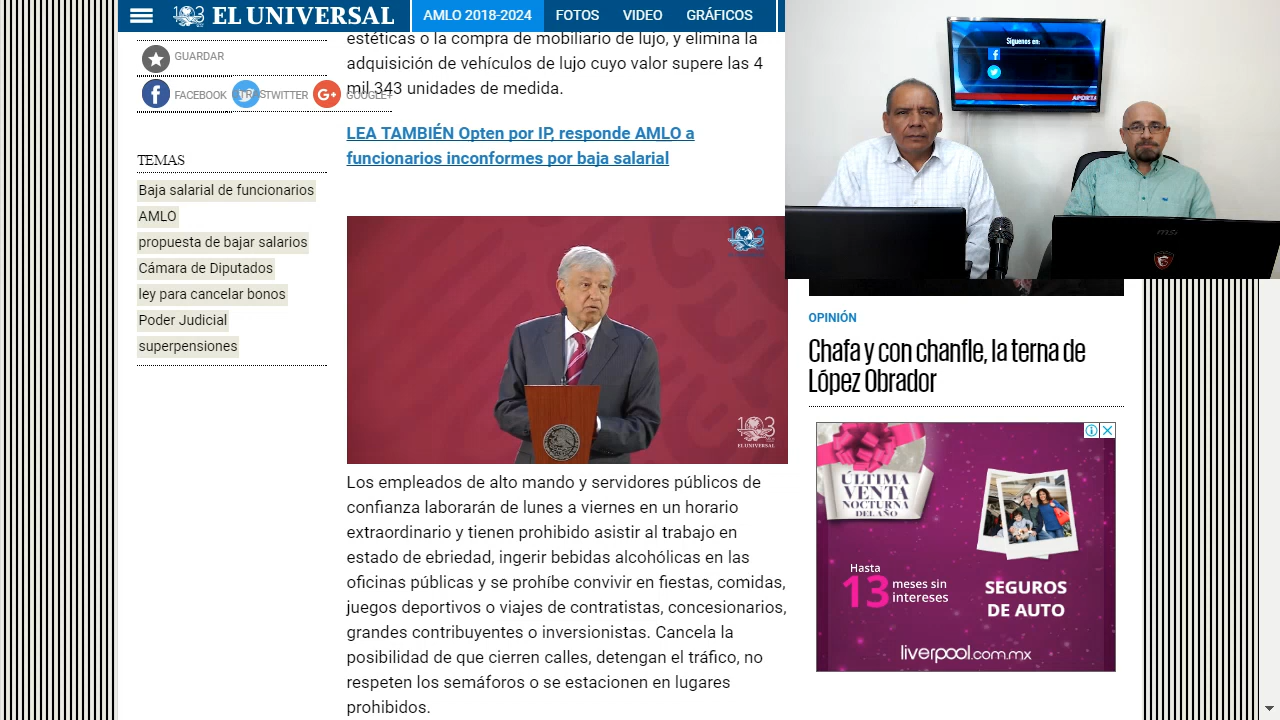 103 EL UNIVERSAL
AMLO 2018-2024
FOTOS
VIDEO
GRÁFICOS
GUARDAR
FACEBOOK
TWITTER
TEMAS
Baja salarial de funcionarios
AMLO
propuesta de bajar salarios
Cámara de Diputados
ley para cancelar bonos
Poder Judicial
superpensiones
estéticas o la compra de mobiliario de lujo, y elimina la
adquisición de vehículos de lujo cuyo valor supere las 4
mil 343 unidades de medida.
LEA TAMBIÉN Opten por IP, responde AMLO a
funcionarios inconformes por baja salarial
103
103
EL UNIVERSAL
Los empleados de alto mando y servidores públicos de
confianza laborarán de lunes a viernes en un horario
extraordinario y tienen prohibido asistir al trabajo en
estado de ebriedad, ingerir bebidas alcohólicas en las
oficinas públicas y se prohíbe convivir en fiestas, comidas,
juegos deportivos o viajes de contratistas, concesionarios,
grandes contribuyentes o inversionistas. Cancela la
posibilidad de que cierren calles, detengan el tráfico, no
respeten los semáforos o se estacionen en lugares
prohibidos.
Síguenos en:
APORTA
msi
OPINIÓN
Chafa y con chanfle, la terna de
López Obrador
ÚLTIMA
VENTA
NOCTURNA
DEL AÑO
Hasta
13 meses sin
intereses
SEGUROS
DE AUTO
liverpool.com.mx